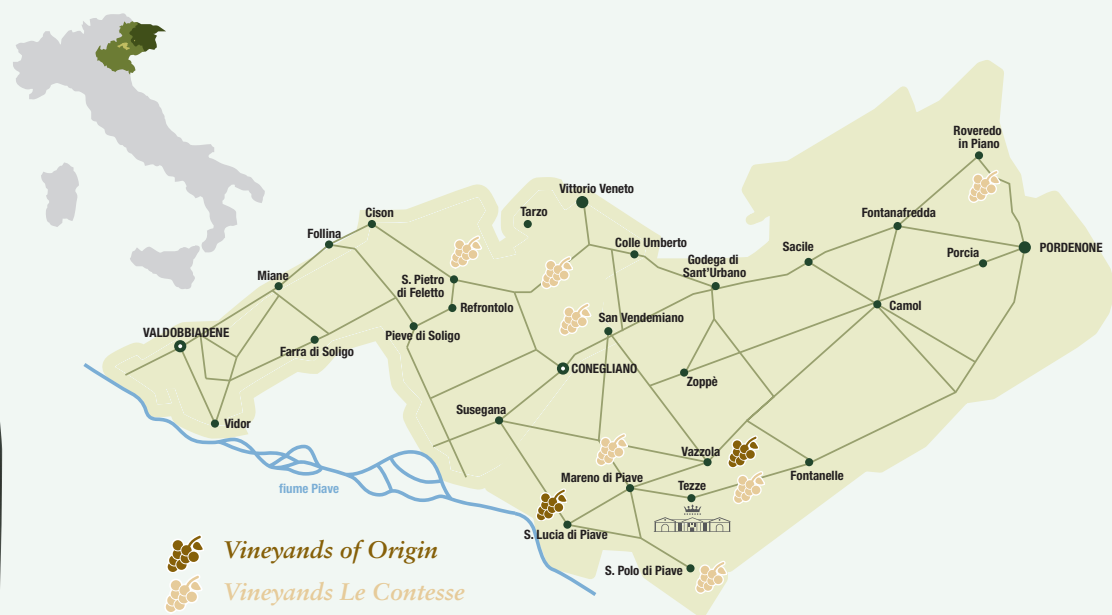 Roveredo
in Piano
Vittorio Veneto
Cison
Tarzo
Fontanafredda
Follina
Colle Umberto
Sacile
PORDENONE
Godega di
Sant'Urbano
Porcia
Miane
S. Pietro
di Feletto
Refrontolo
Camol
San Vendemiano
VALDOBBIADENE
Pieve di Soligo
Farra di Soligo
CONEGLIANO
Zoppè
Susegana
Vidor
Vazzola
Mareno di Piave
Tezze
Fontanelle
fiume Piave
S. Lucia di Piave
Vineyands of Origin
S. Polo di Piave
Vineyands Le Contesse